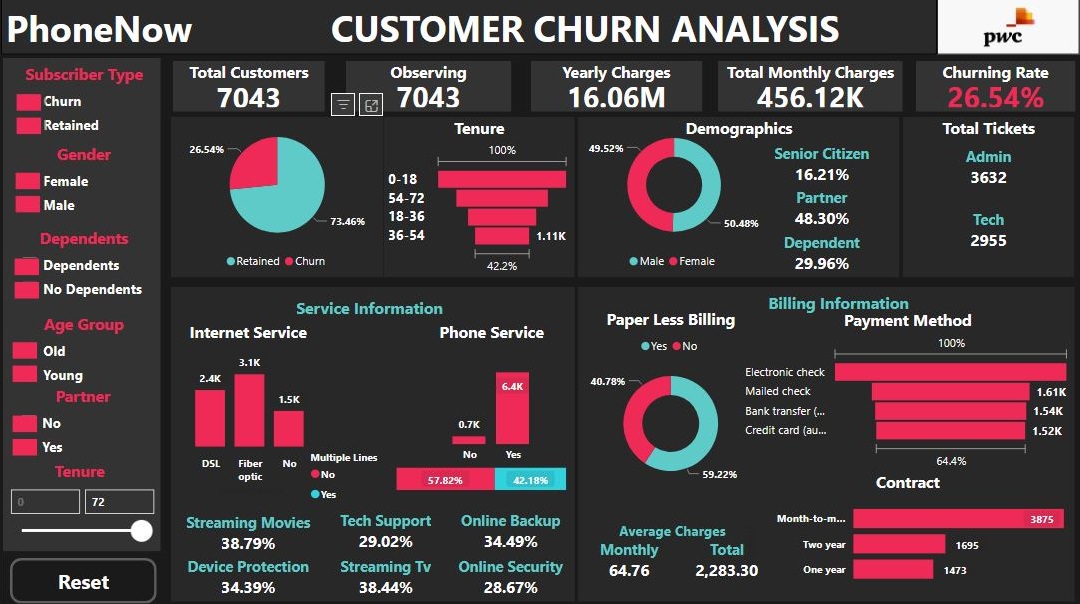 PhoneNow
CUSTOMER CHURN ANALYSIS
pwc
Subscriber Type
Churn
Retained
Gender
Female
Male
Dependents
Dependents
No Dependents
Age Group
Old
Young
Partner
No
Yes
Tenure
0 72
Reset
Total Customers
7043
Observing
7043
Yearly Charges
16.06M
Total Monthly Charges
456.12K
Churning Rate
26.54%
26.54%
73.46%
Retained Churn
Tenure
100%
0-18
54-72
18-36
36-54 1.11K
42.2%
Demographics
49.52%
50.48%
Male Female
Senior Citizen
16.21%
Partner
48.30%
Dependent
29.96%
Total Tickets
Admin
3632
Tech
2955
Service Information
Internet Service
2.4K 3.1K 1.5K
DSL Fiber optic No
Phone Service
0.7K 6.4K
No Yes
Multiple Lines
No
Yes
57.82% 42.18%
Streaming Movies
38.79%
Tech Support
29.02%
Online Backup
34.49%
Device Protection
34.39%
Streaming Tv
38.44%
Online Security
28.67%
Billing Information
Paper Less Billing
Yes No
40.78%
59.22%
Payment Method
100%
Electronic check
Mailed check 1.61K
Bank transfer (... 1.54K
Credit card (au... 1.52K
64.4%
Average Charges
Monthly
64.76
Total
2,283.30
Contract
Month-to-m... 3875
Two year 1695
One year 1473